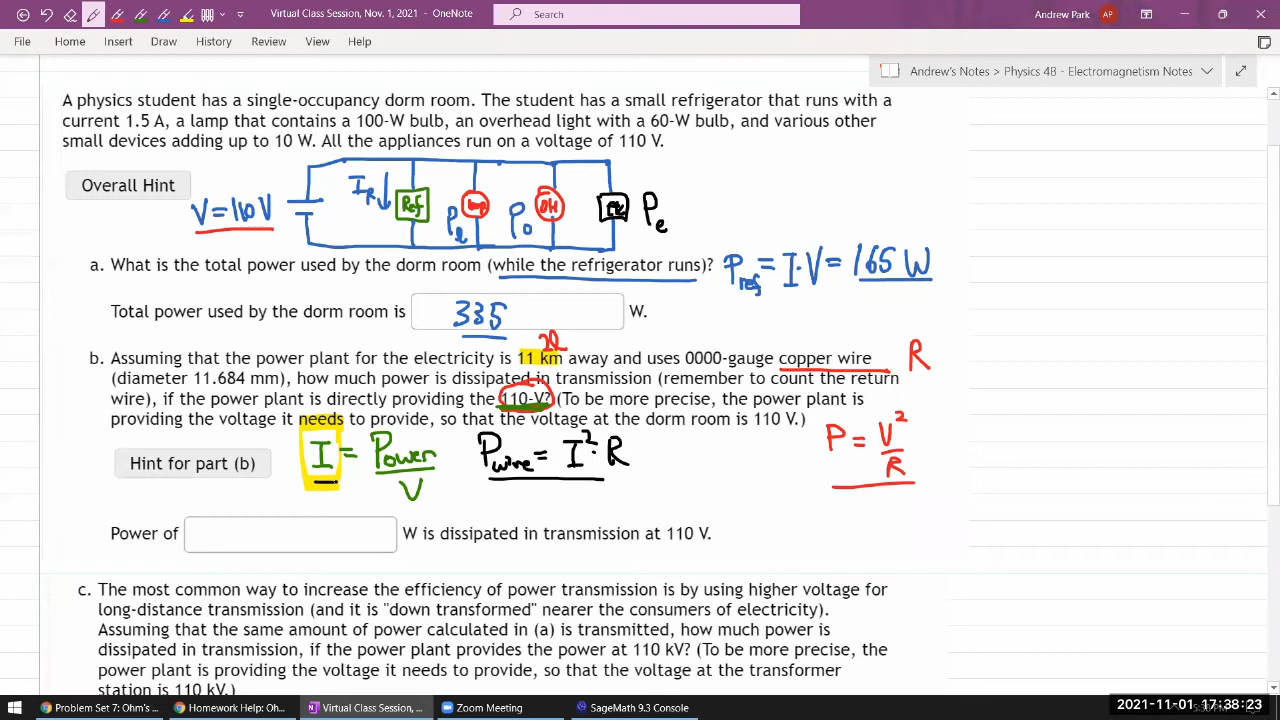 Virtual Class Session, Nov. 1, 2021 - OneNote
Search
Andrew Park
AP
File Home Insert Draw History Review View Help
Andrew's Notes > Physics 4B - Electromagnetism Notes
A physics student has a single-occupancy dorm room. The student has a small refrigerator that runs with a
current 1.5 A, a lamp that contains a 100-W bulb, an overhead light with a 60-W bulb, and various other
small devices adding up to 10 W. All the appliances run on a voltage of 110 V.
Overall Hint
V = 110V
I_R
Ref
P_l
P_o
OH
P_e
a. What is the total power used by the dorm room (while the refrigerator runs)?
P_ref = I·V = 165 W
Total power used by the dorm room is 335 W.
b. Assuming that the power plant for the electricity is 11 km away and uses 0000-gauge copper wire
R
(diameter 11.684 mm), how much power is dissipated in transmission (remember to count the return
wire), if the power plant is directly providing the 110-V? (To be more precise, the power plant is
providing the voltage it needs to provide, so that the voltage at the dorm room is 110 V.)
Hint for part (b)
I = Power / V
P_wire = I²·R
P = V² / R
Power of W is dissipated in transmission at 110 V.
c. The most common way to increase the efficiency of power transmission is by using higher voltage for
long-distance transmission (and it is "down transformed" nearer the consumers of electricity).
Assuming that the same amount of power calculated in (a) is transmitted, how much power is
dissipated in transmission, if the power plant provides the power at 110 kV? (To be more precise, the
power plant is providing the voltage it needs to provide, so that the voltage at the transformer
station is 110 kV.)
Problem Set 7: Ohm's...
Homework Help: Oh...
Virtual Class Session,...
Zoom Meeting
SageMath 9.3 Console
2021-11-01 17:38:23